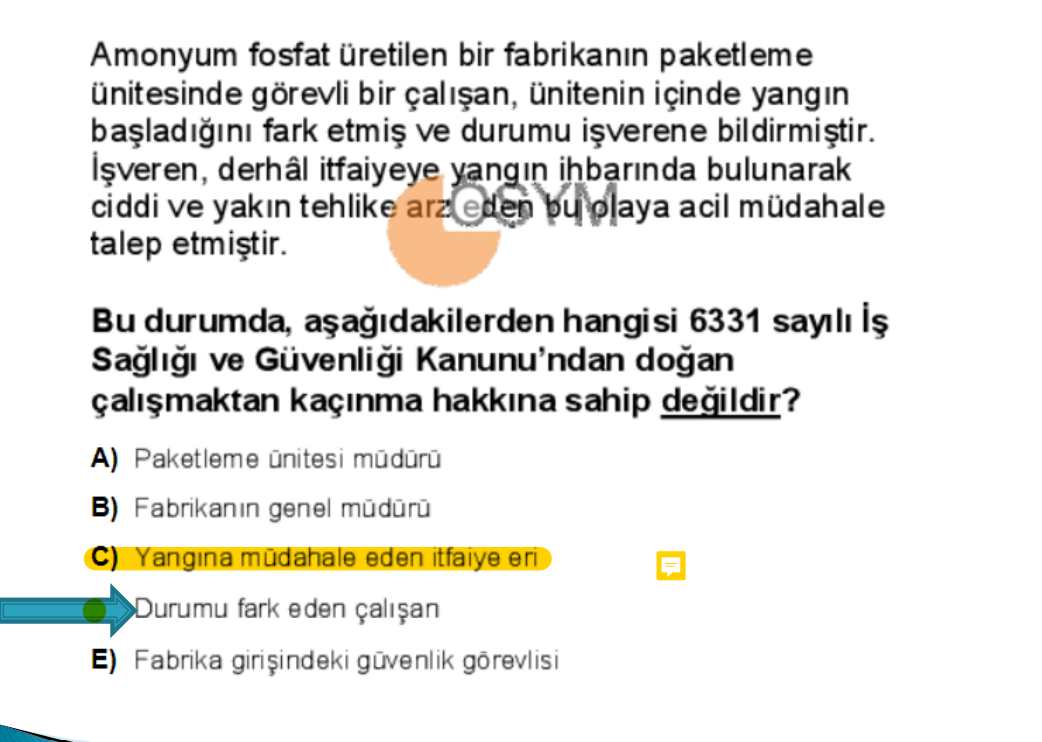 Amonyum fosfat üretilen bir fabrikanın paketleme
ünitesinde görevli bir çalışan, ünitenin içinde yangın
başladığını fark etmiş ve durumu işverene bildirmiştir.
İşveren, derhâl itfaiyeye yangın ihbarında bulunarak
ciddi ve yakın tehlike arz eden bu olaya acil müdahale
talep etmiştir.
ÖSYM
Bu durumda, aşağıdakilerden hangisi 6331 sayılı İş
Sağlığı ve Güvenliği Kanunu’ndan doğan
çalışmaktan kaçınma hakkına sahip değildir?
A) Paketleme ünitesi müdürü
B) Fabrikanın genel müdürü
C) Yangına müdahale eden itfaiye eri
Durumu fark eden çalışan
E) Fabrika girişindeki güvenlik görevlisi